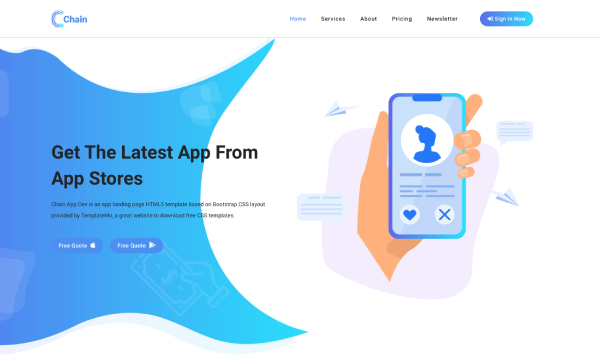 Chain
Home Services About Pricing Newsletter Sign In Now
Get The Latest App From
App Stores
Chain App Dev is an app landing page HTML5 template based on Bootstrap CSS layout
provided by TemplateMo, a great website to download free CSS templates.
Free Quote Free Quote